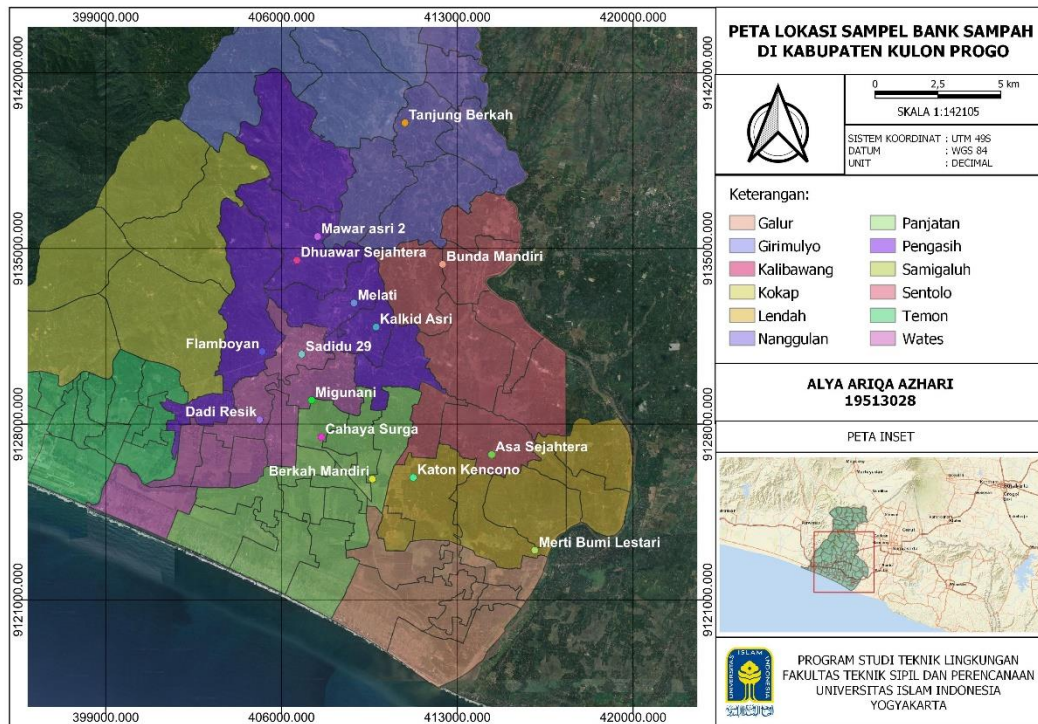 399000.000 406000.000 413000.000 420000.000
9142000.000 9142000.000
9135000.000 9135000.000
9128000.000 9128000.000
9121000.000 9121000.000
Tanjung Berkah
Mawar asri 2
Dhuawar Sejahtera
Bunda Mandiri
Melati
Kalkid Asri
Flamboyan
Sadidu 29
Migunani
Dadi Resik
Cahaya Surga
Asa Sejahtera
Berkah Mandiri
Katon Kencono
Merti Bumi Lestari
399000.000 406000.000 413000.000 420000.000
PETA LOKASI SAMPEL BANK SAMPAH
DI KABUPATEN KULON PROGO
0 2,5 5 km
SKALA 1:142105
SISTEM KOORDINAT : UTM 49S
DATUM : WGS 84
UNIT : DECIMAL
Keterangan:
Galur
Girimulyo
Kalibawang
Kokap
Lendah
Nanggulan
Panjatan
Pengasih
Samigaluh
Sentolo
Temon
Wates
ALYA ARIQA AZHARI
19513028
PETA INSET
UNIVERSITAS ISLAM INDONESIA
PROGRAM STUDI TEKNIK LINGKUNGAN
FAKULTAS TEKNIK SIPIL DAN PERENCANAAN
UNIVERSITAS ISLAM INDONESIA
YOGYAKARTA